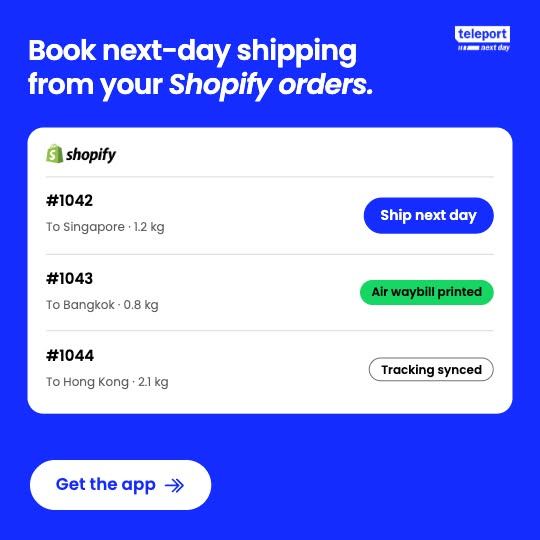 Book next-day shipping
from your Shopify orders.
teleport
next day
shopify
#1042
To Singapore · 1.2 kg
Ship next day
#1043
To Bangkok · 0.8 kg
Air waybill printed
#1044
To Hong Kong · 2.1 kg
Tracking synced
Get the app